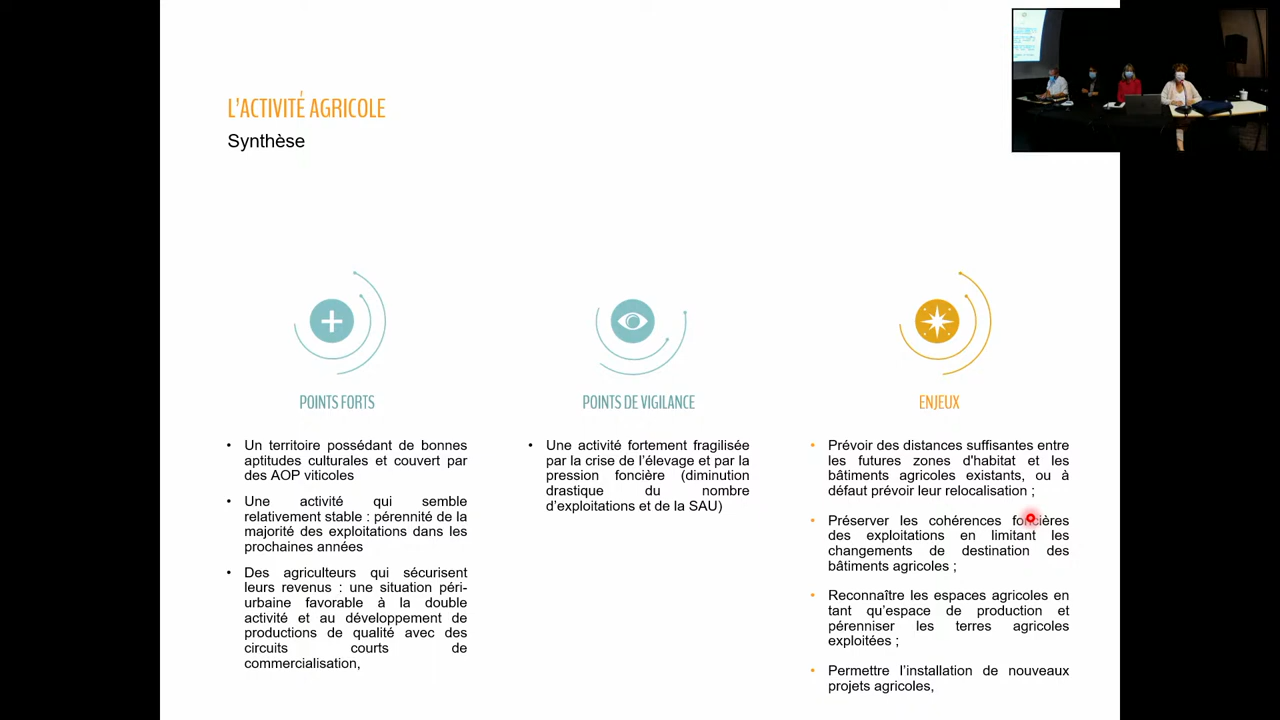 L'ACTIVITÉ AGRICOLE
Synthèse
POINTS FORTS
• Un territoire possédant de bonnes
aptitudes culturales et couvert par
des AOP viticoles
• Une activité qui semble
relativement stable : pérennité de la
majorité des exploitations dans les
prochaines années
• Des agriculteurs qui sécurisent
leurs revenus : une situation péri-
urbaine favorable à la double
activité et au développement de
productions de qualité avec des
circuits courts de
commercialisation,
POINTS DE VIGILANCE
• Une activité fortement fragilisée
par la crise de l'élevage et par la
pression foncière (diminution
drastique du nombre
d'exploitations et de la SAU)
ENJEUX
• Prévoir des distances suffisantes entre
les futures zones d'habitat et les
bâtiments agricoles existants, ou à
défaut prévoir leur relocalisation ;
• Préserver les cohérences foncières
des exploitations en limitant les
changements de destination des
bâtiments agricoles ;
• Reconnaître les espaces agricoles en
tant qu'espace de production et
pérenniser les terres agricoles
exploitées ;
• Permettre l'installation de nouveaux
projets agricoles,